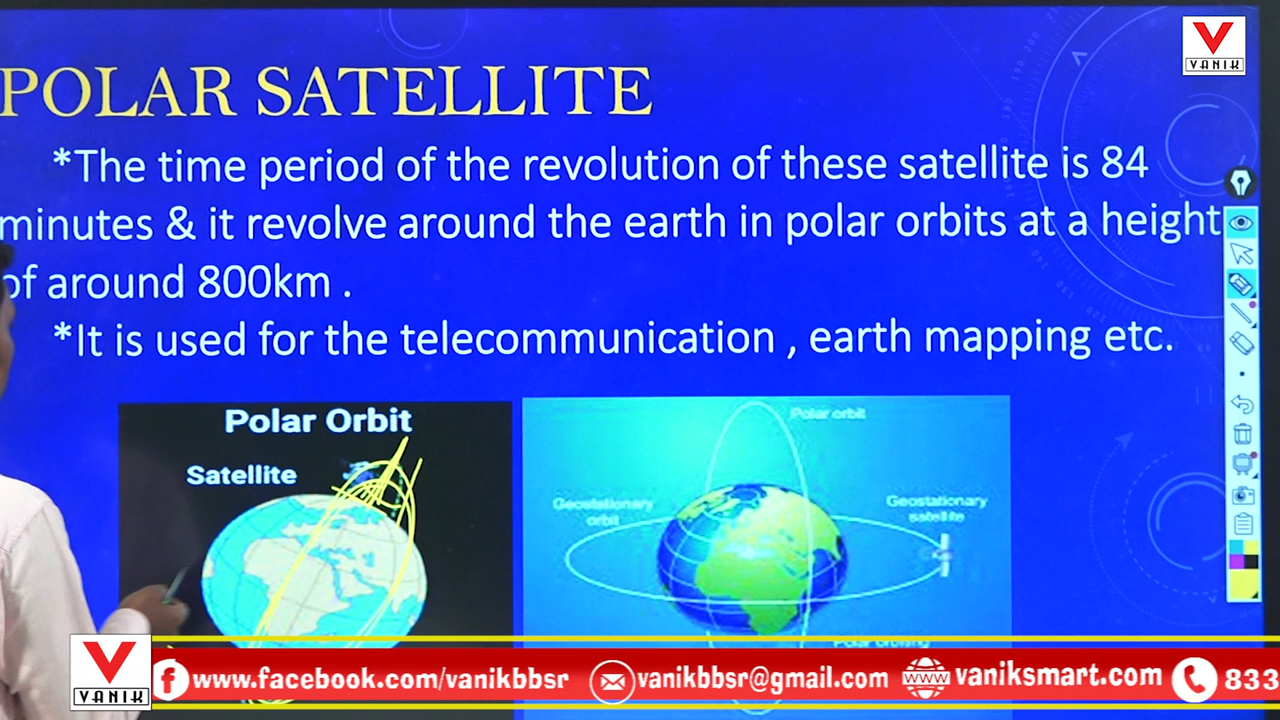 VANIK
POLAR SATELLITE
*The time period of the revolution of these satellite is 84
minutes & it revolve around the earth in polar orbits at a height
of around 800km .
*It is used for the telecommunication , earth mapping etc.
Polar Orbit
Satellite
Polar orbit
Geostationary
orbit
Geostationary
satellite
Polar orbiting
VANIK
www.facebook.com/vanikbbsr
vanikbbsr@gmail.com
vaniksmart.com
833